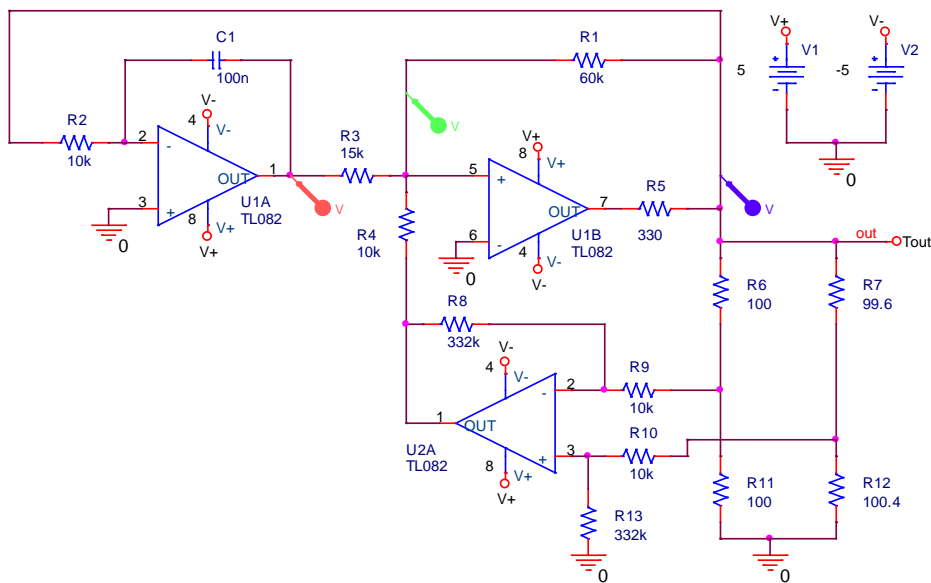 V+
V-
C1
R1
V1
V2
100n
60k
5
-5
V-
4
V-
V
R2
10k
2
-
R3
15k
V+
8
V+
OUT
1
5
+
R5
330
0
U1A
TL082
V
OUT
7
V
3
+
8
V+
V+
0
R4
10k
6
-
4
V-
V-
U1B
TL082
0
out
Tout
0
R6
100
R7
99.6
R8
332k
V-
4
V-
2
-
R9
10k
1
OUT
U2A
TL082
3
+
R10
10k
8
V+
V+
R11
100
R12
100.4
R13
332k
0
0